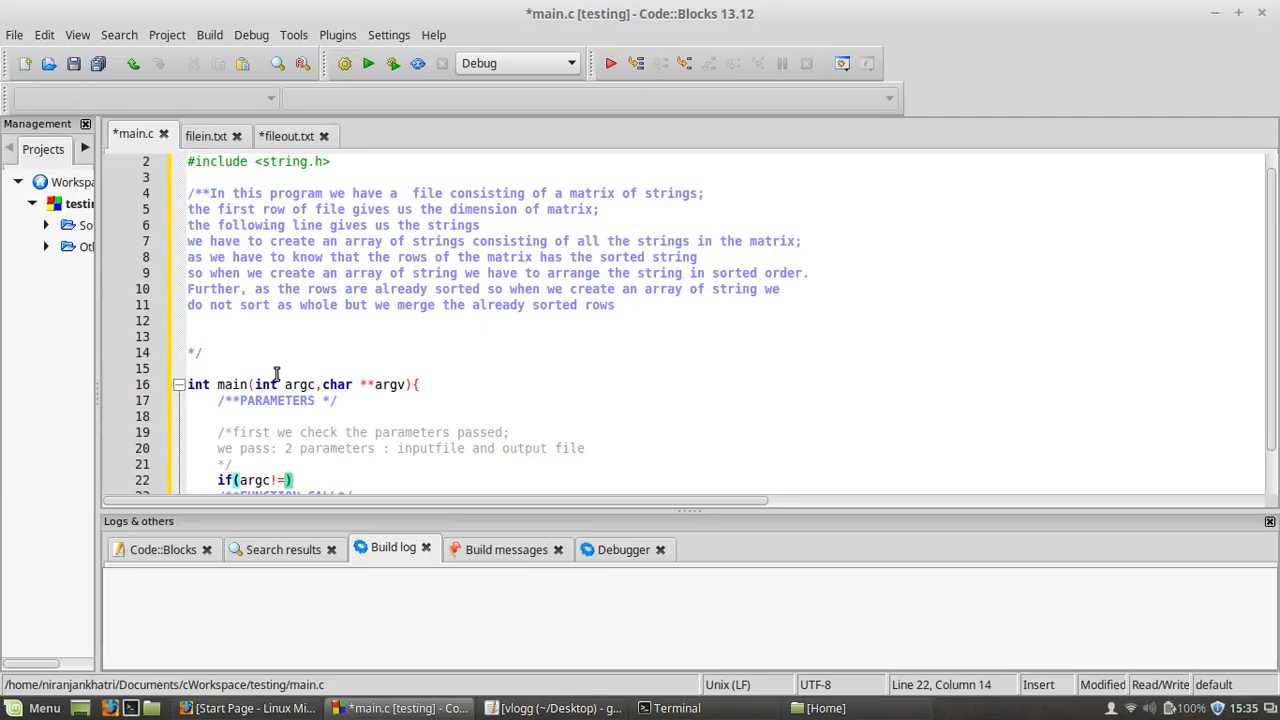 *main.c [testing] - Code::Blocks 13.12
File Edit View Search Project Build Debug Tools Plugins Settings Help
Debug
Management
*main.c filein.txt *fileout.txt
Projects
Workspa
testin
So
Oth
2 #include <string.h>
3
4 /**In this program we have a  file consisting of a matrix of strings;
5 the first row of file gives us the dimension of matrix;
6 the following line gives us the strings
7 we have to create an array of strings consisting of all the strings in the matrix;
8 as we have to know that the rows of the matrix has the sorted string
9 so when we create an array of string we have to arrange the string in sorted order.
10 Further, as the rows are already sorted so when we create an array of string we
11 do not sort as whole but we merge the already sorted rows
12
13
14 */
15
16 int main(int argc,char **argv){
17 /**PARAMETERS */
18
19 /*first we check the parameters passed;
20 we pass: 2 parameters : inputfile and output file
21 */
22 if(argc!=)
23 /**FUNCTION CALL*/
Logs & others
Code::Blocks Search results Build log Build messages Debugger
/home/niranjankhatri/Documents/cWorkspace/testing/main.c Unix (LF) UTF-8 Line 22, Column 14 Insert Modified Read/Write default
Menu [Start Page - Linux Mi... *main.c [testing] - Co... [vlogg (~/Desktop) - g... Terminal [Home] 100% 15:35